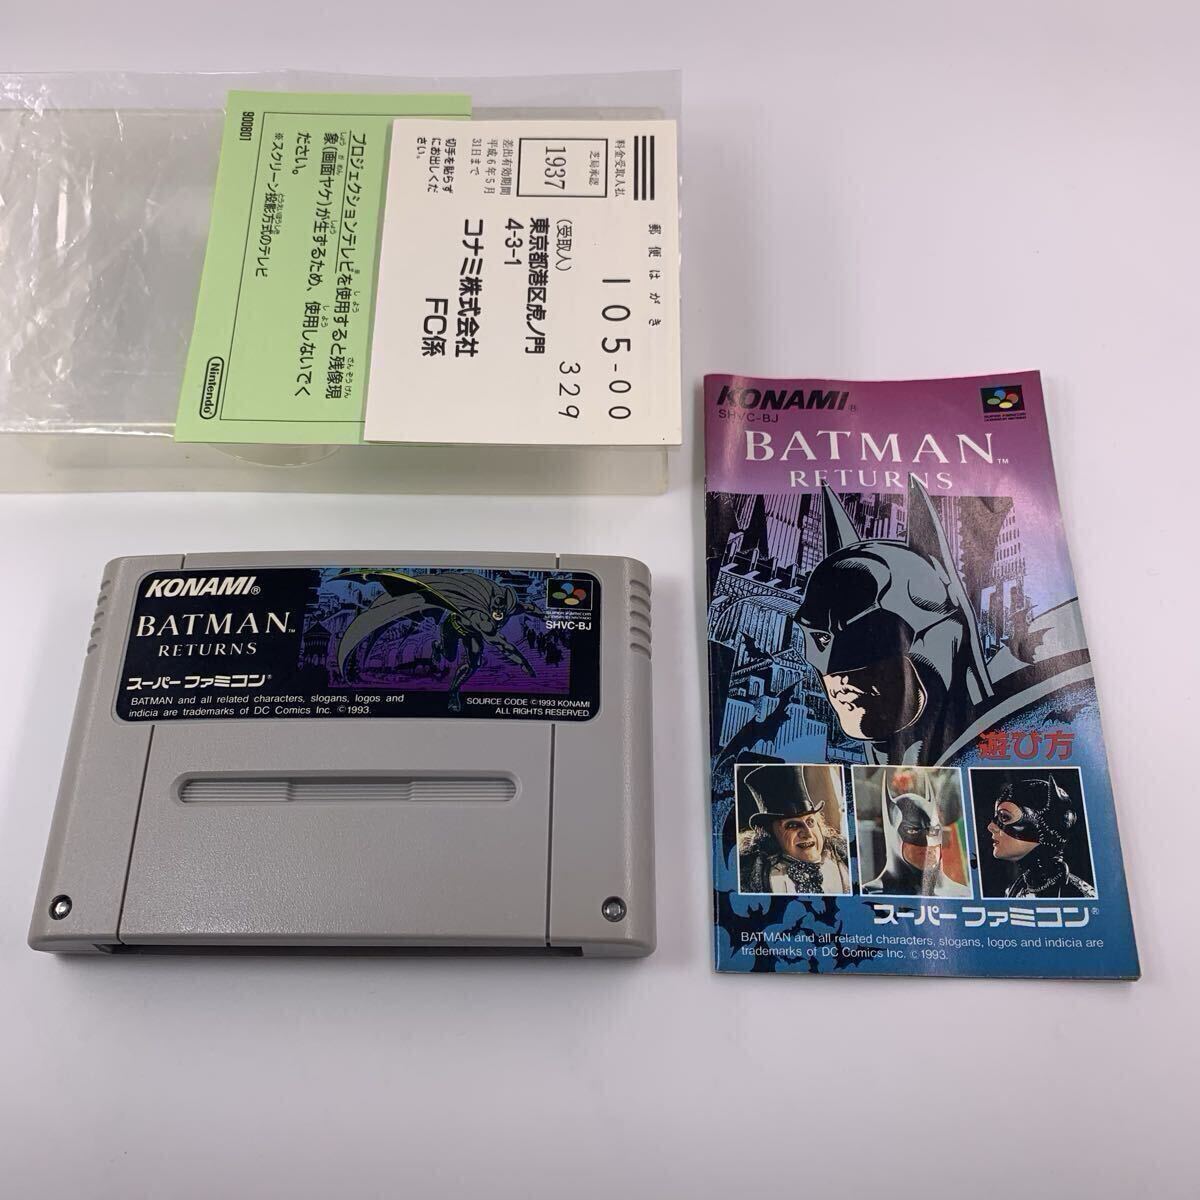 プロジェクションテレビを使用すると残像現
象(画面ヤケ)が生ずるため、使用しないでく
ださい。
※スクリーン投影方式のテレビ
900801
Nintendo
郵便はがき
105-00
329
料金受取人払
芝局承認
1937
差出有効期間
平成6年5月
31日まで
切手を貼らず
にお出しくだ
さい。
(受取人)
東京都港区虎ノ門
4-3-1
コナミ株式会社
FC係
KONAMI®
BATMAN™
RETURNS
スーパーファミコン®
BATMAN and all related characters, slogans, logos and
indicia are trademarks of DC Comics Inc. ©1993.
SUPER FAMICOM
SHVC-BJ
SOURCE CODE ©1993 KONAMI
ALL RIGHTS RESERVED
KONAMI®
SHVC-BJ
SUPER FAMICOM
BATMAN™
RETURNS
遊び方
スーパーファミコン®
BATMAN and all related characters, slogans, logos and indicia are
trademarks of DC Comics Inc. ©1993.